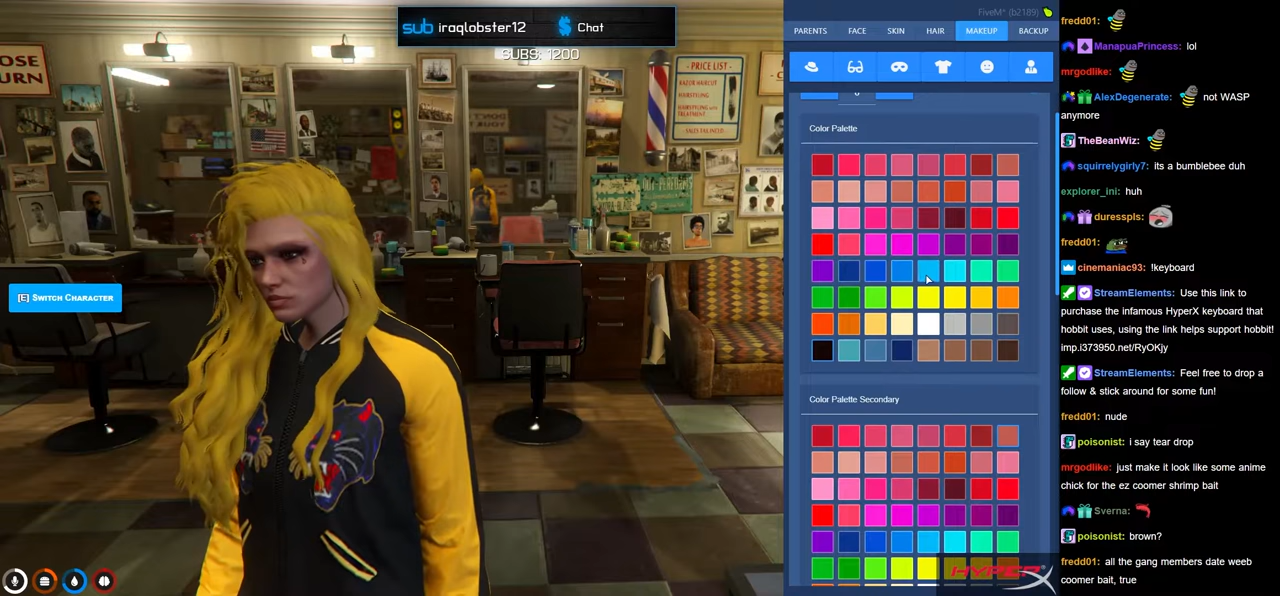 sub iraqlobster12 Chat
SUBS: 1200
FiveM® (b2189)
PARENTS FACE SKIN HAIR MAKEUP BACKUP
Color Palette
Color Palette Secondary
[E] SWITCH CHARACTER
OSE
URN
PRICE LIST
HYPERX
fredd01:
ManapuaPrincess: lol
mrgodlike:
AlexDegenerate: not WASP
anymore
TheBeanWiz:
squirrelygirly7: its a bumblebee duh
explorer_ini: huh
duresspls:
fredd01:
cinemaniac93: !keyboard
StreamElements: Use this link to
purchase the infamous HyperX keyboard that
hobbit uses, using the link helps support hobbit!
imp.i373950.net/RyOKjy
StreamElements: Feel free to drop a
follow & stick around for some fun!
fredd01: nude
poisonist: i say tear drop
mrgodlike: just make it look like some anime
chick for the ez coomer shrimp bait
Sverna:
poisonist: brown?
fredd01: all the gang members date weeb
coomer bait, true